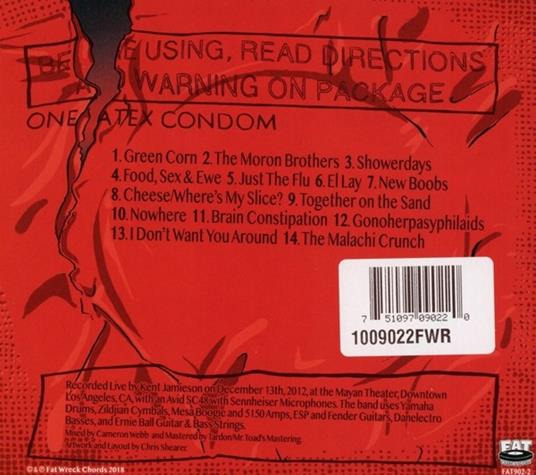 USING, READ DIRECTIONS
WARNING ON PACKAGE
ONE LATEX CONDOM
1. Green Corn 2. The Moron Brothers 3. Showerdays
4. Food, Sex & Ewe 5. Just The Flu 6. El Lay 7. New Boobs
8. Cheese/Where's My Slice? 9. Together on the Sand
10. Nowhere 11. Brain Constipation 12. Gonoherpasyphilaids
13. I Don't Want You Around 14. The Malachi Crunch
7 51097 09022 0
1009022FWR
Recorded Live by Kent Jamieson on December 13th, 2012, at the Mayan Theater, Downtown
Los Angeles, CA, with an Avid SC48 with Sennheiser Microphones. The band uses Yamaha
Drums, Zildjian Cymbals, Mesa Boogie and 5150 Amps, ESP and Fender Guitars, Danelectro
Basses, and Ernie Ball Guitar & Bass Strings.
Mixed by Cameron Webb and Mastered by Tardon/Mr. Toad's Mastering
Artwork and Layout by Chris Shearer
© & ℗ Fat Wreck Chords 2018
FAT
FAT902-2